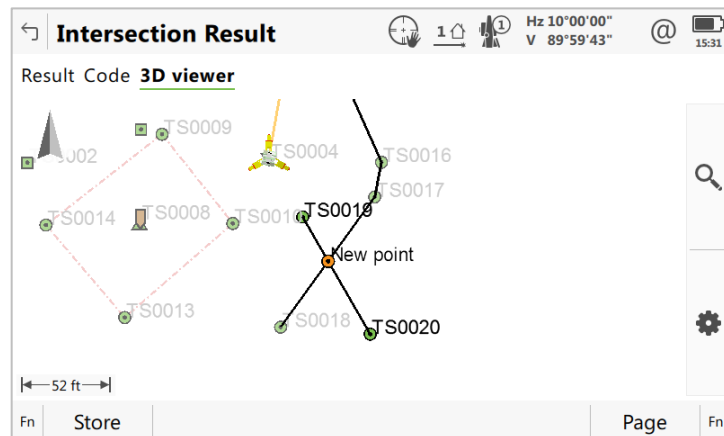 Intersection Result
1
1
Hz 10°00'00"
V 89°59'43"
@
15:31
Result Code 3D viewer
TS0009
TS0004
TS0016
TS0017
TS0014
TS0008
TS0019
New point
TS0013
TS0018
TS0020
52 ft
Fn Store Page Fn